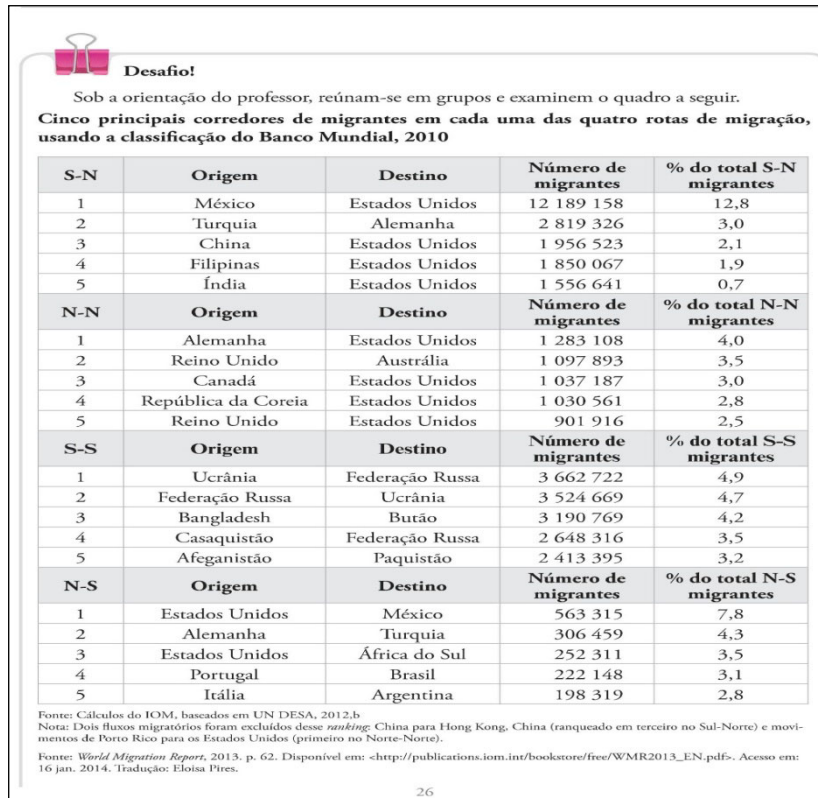 Desafio!
Sob a orientação do professor, reúnam-se em grupos e examinem o quadro a seguir.
Cinco principais corredores de migrantes em cada uma das quatro rotas de migração,
usando a classificação do Banco Mundial, 2010
S-N Origem Destino Número de migrantes % do total S-N migrantes
1 México Estados Unidos 12 189 158 12,8
2 Turquia Alemanha 2 819 326 3,0
3 China Estados Unidos 1 956 523 2,1
4 Filipinas Estados Unidos 1 850 067 1,9
5 Índia Estados Unidos 1 556 641 0,7
N-N Origem Destino Número de migrantes % do total N-N migrantes
1 Alemanha Estados Unidos 1 283 108 4,0
2 Reino Unido Austrália 1 097 893 3,5
3 Canadá Estados Unidos 1 037 187 3,0
4 República da Coreia Estados Unidos 1 030 561 2,8
5 Reino Unido Estados Unidos 901 916 2,5
S-S Origem Destino Número de migrantes % do total S-S migrantes
1 Ucrânia Federação Russa 3 662 722 4,9
2 Federação Russa Ucrânia 3 524 669 4,7
3 Bangladesh Butão 3 190 769 4,2
4 Casaquistão Federação Russa 2 648 316 3,5
5 Afeganistão Paquistão 2 413 395 3,2
N-S Origem Destino Número de migrantes % do total N-S migrantes
1 Estados Unidos México 563 315 7,8
2 Alemanha Turquia 306 459 4,3
3 Estados Unidos África do Sul 252 311 3,5
4 Portugal Brasil 222 148 3,1
5 Itália Argentina 198 319 2,8
Fonte: Cálculos do IOM, baseados em UN DESA, 2012,b
Nota: Dois fluxos migratórios foram excluídos desse ranking: China para Hong Kong, China (ranqueado em terceiro no Sul-Norte) e movi-
mentos de Porto Rico para os Estados Unidos (primeiro no Norte-Norte).
Fonte: World Migration Report, 2013. p. 62. Disponível em: <http://publications.iom.int/bookstore/free/WMR2013_EN.pdf>. Acesso em:
16 jan. 2014. Tradução: Eloisa Pires.
26